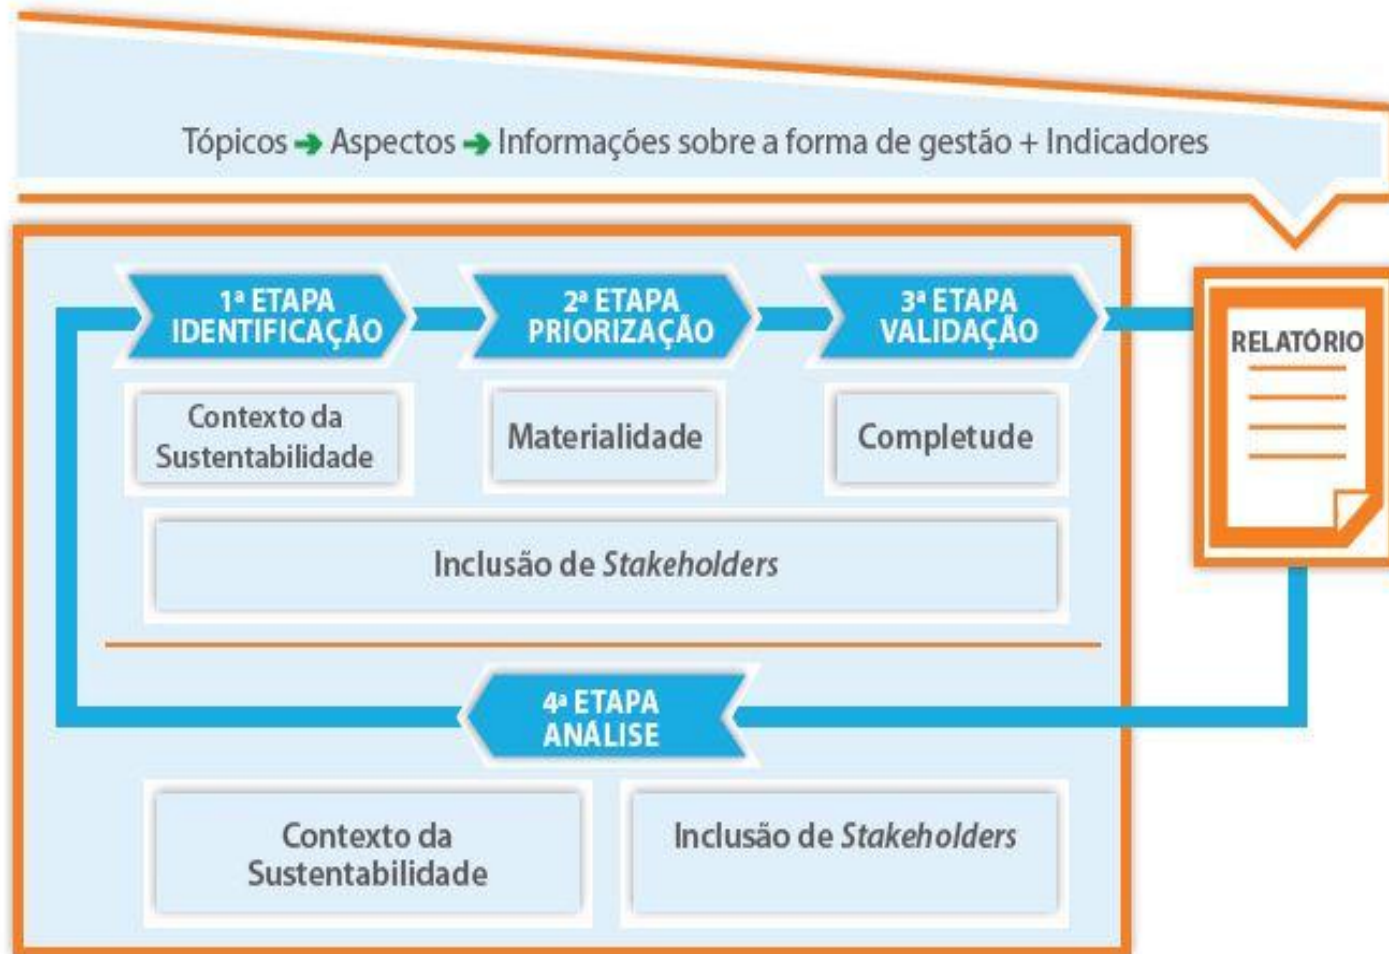 Tópicos ➔ Aspectos ➔ Informações sobre a forma de gestão + Indicadores
1ª ETAPA
IDENTIFICAÇÃO
2ª ETAPA
PRIORIZAÇÃO
3ª ETAPA
VALIDAÇÃO
RELATÓRIO
Contexto da
Sustentabilidade
Materialidade
Completude
Inclusão de Stakeholders
4ª ETAPA
ANÁLISE
Contexto da
Sustentabilidade
Inclusão de Stakeholders